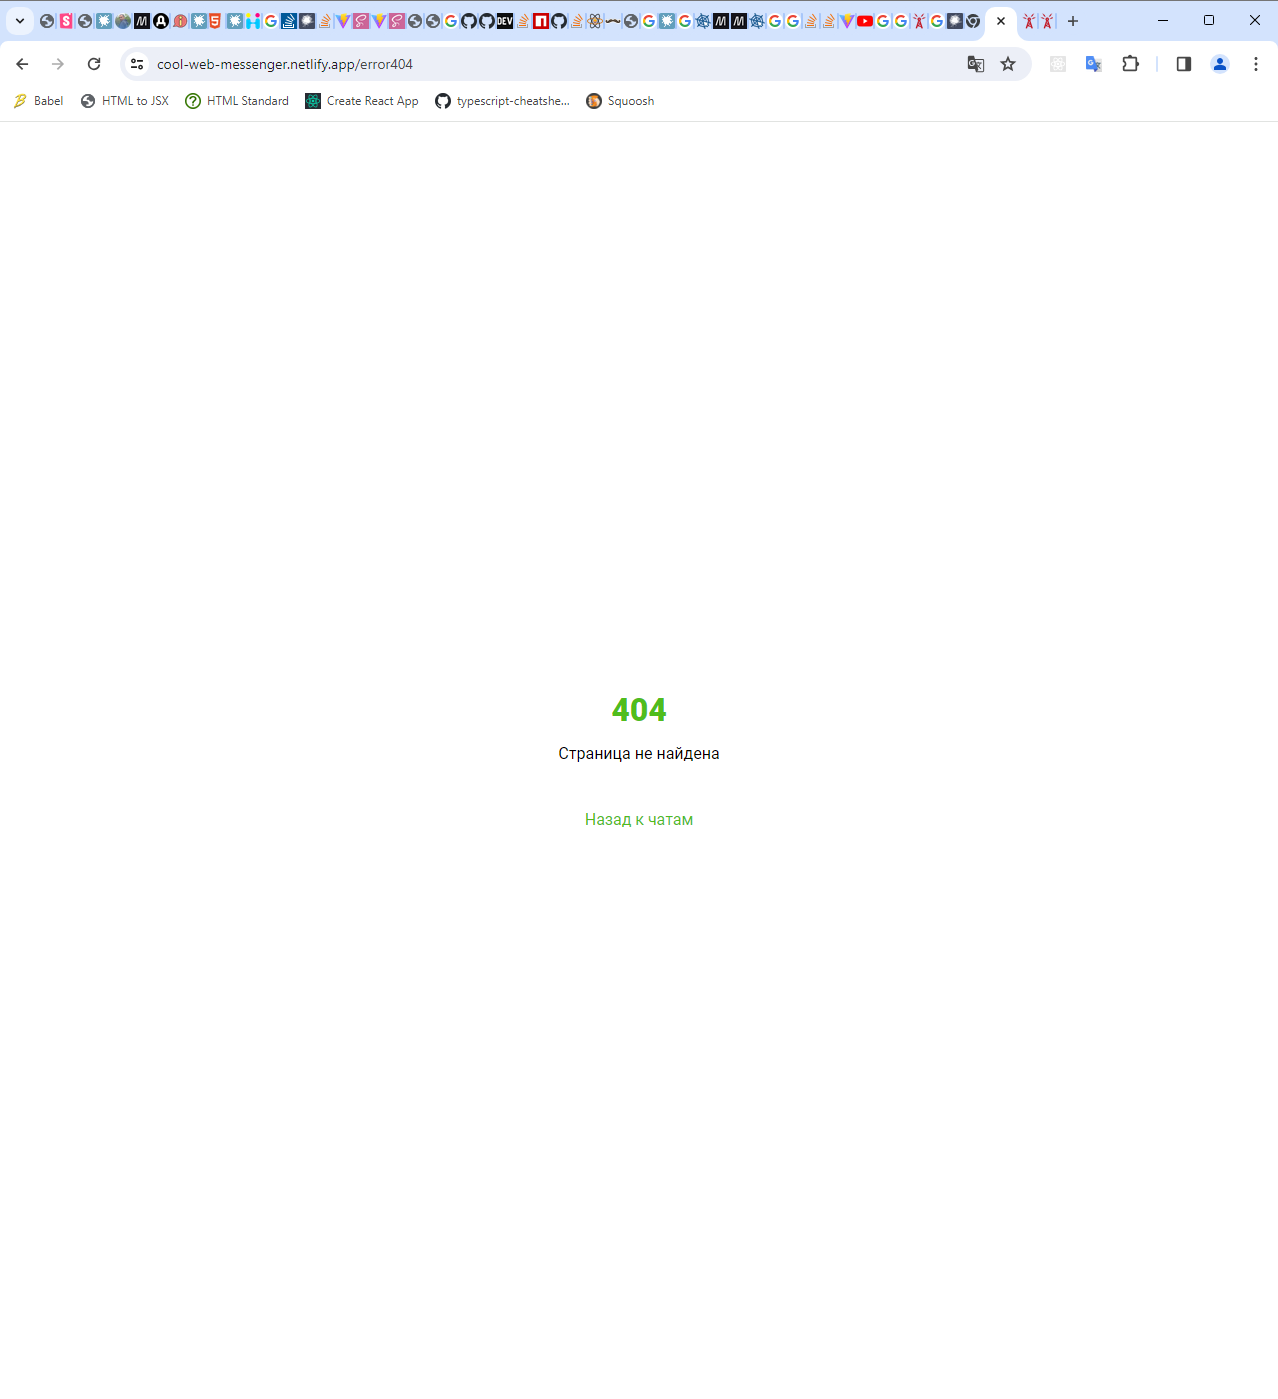 DEV
cool-web-messenger.netlify.app/error404
Babel
HTML to JSX
HTML Standard
Create React App
typescript-cheatshe...
Squoosh
404
Страница не найдена
Назад к чатам